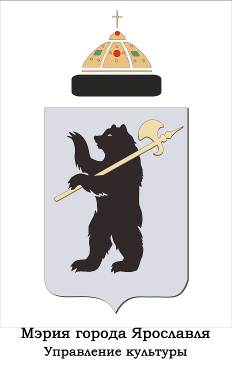 Мэрия города Ярославля
Управление культуры